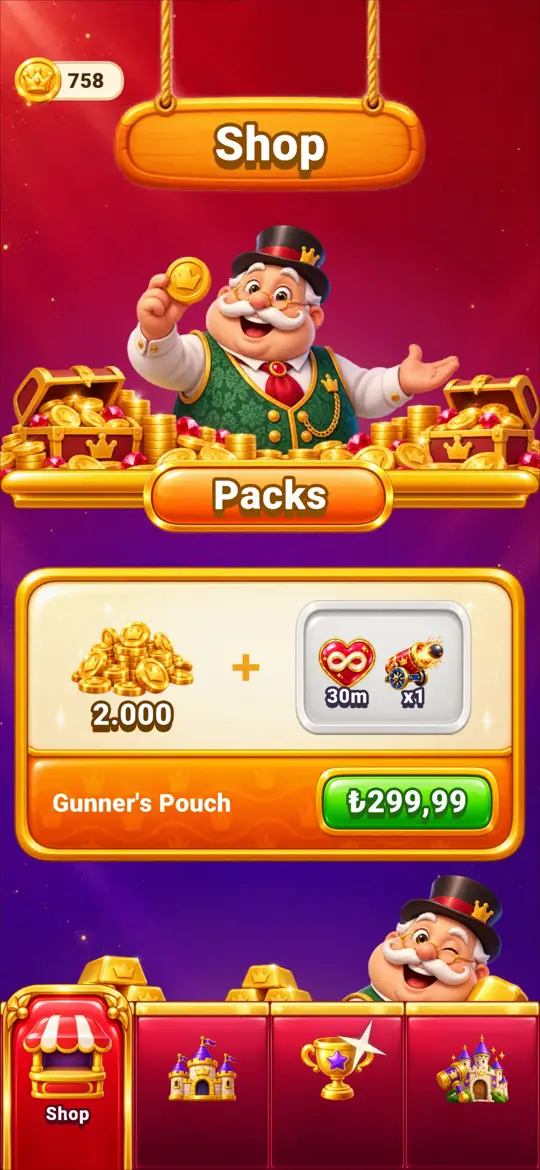 758
Shop
Packs
2.000
+
30m
x1
Gunner's Pouch
₺299,99
Shop